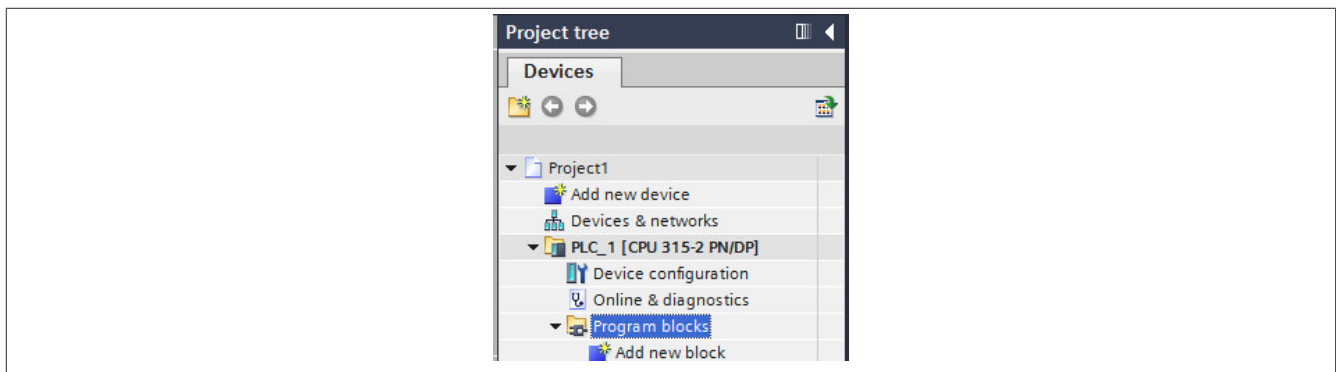 Project tree
Devices
Project1
Add new device
Devices & networks
PLC_1 [CPU 315-2 PN/DP]
Device configuration
Online & diagnostics
Program blocks
Add new block